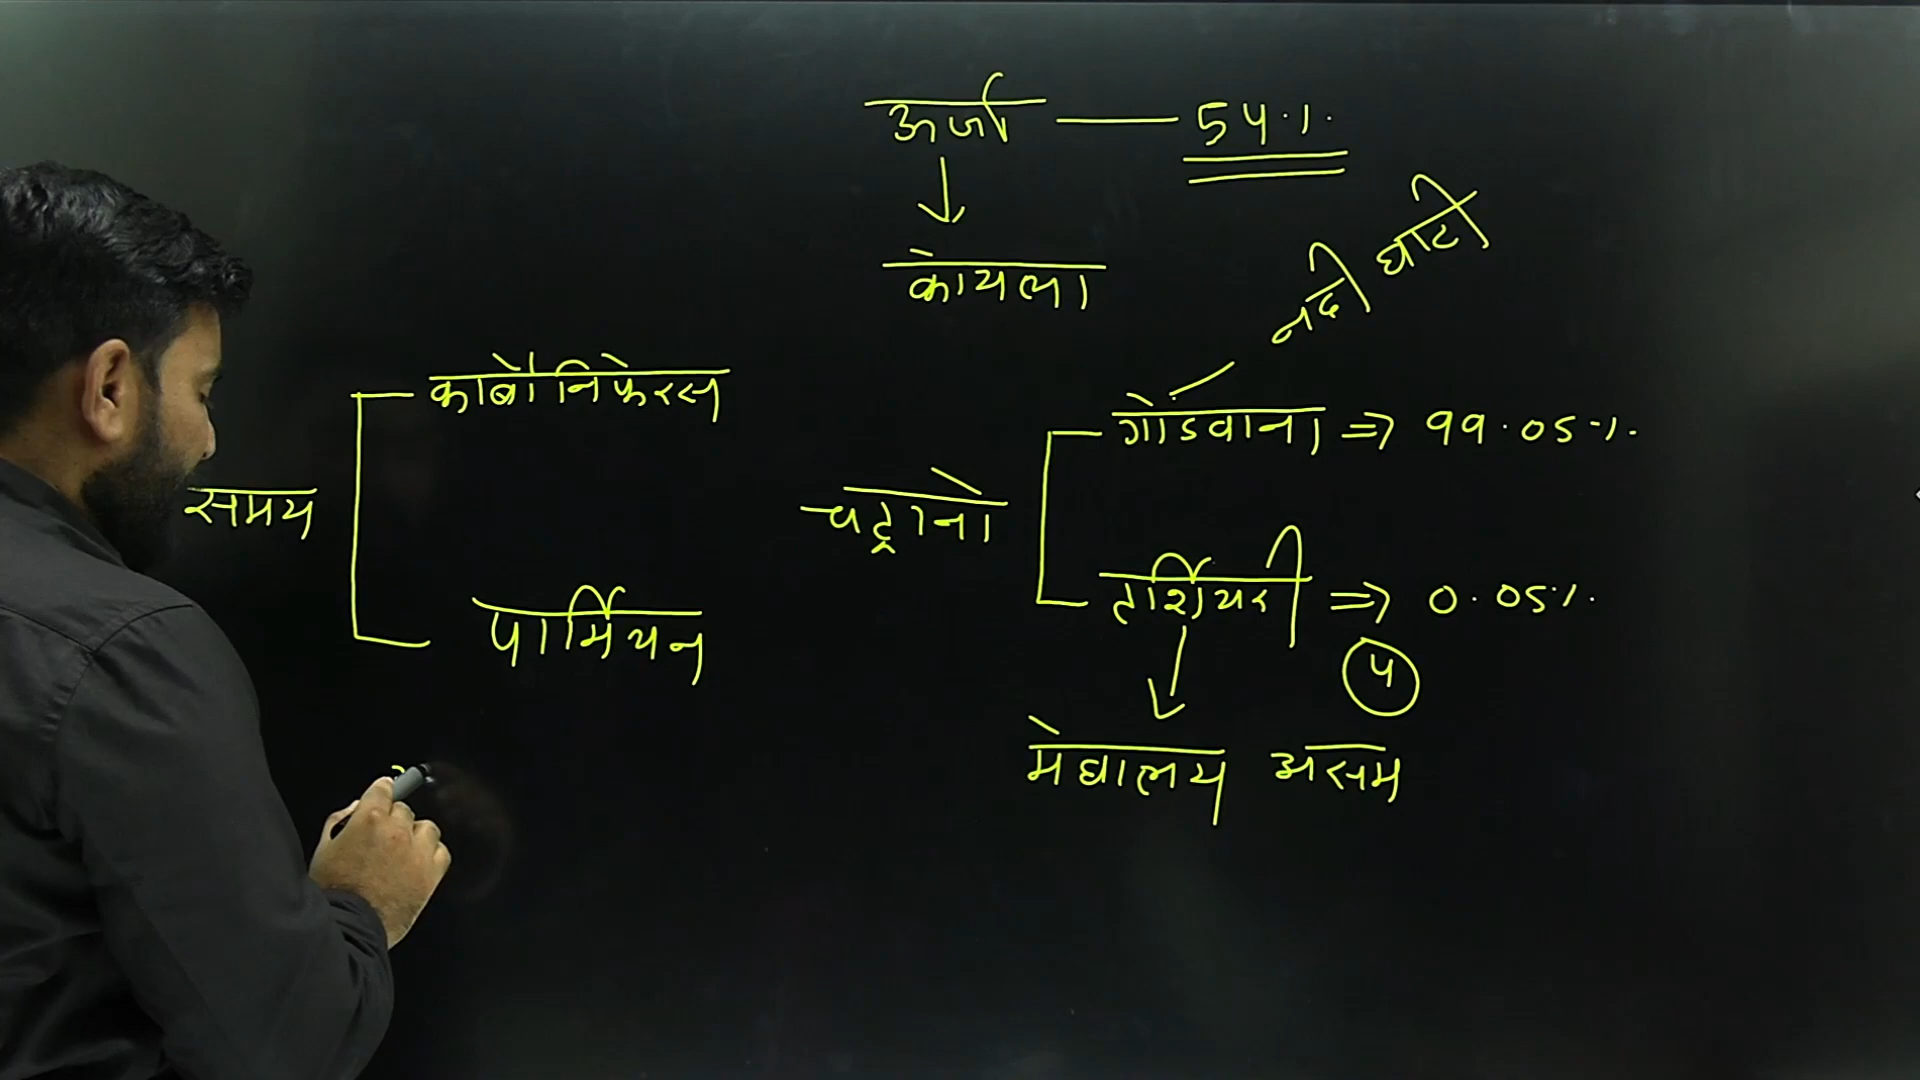 ऊर्जा — 54%
↓
कोयला
नदी घाटी
कार्बोनिफेरस
गोंडवाना ⇒ 99.05%
समय
चट्टानो
टर्शियरी ⇒ 0.05%
पार्मियन
4
मेघालय असम